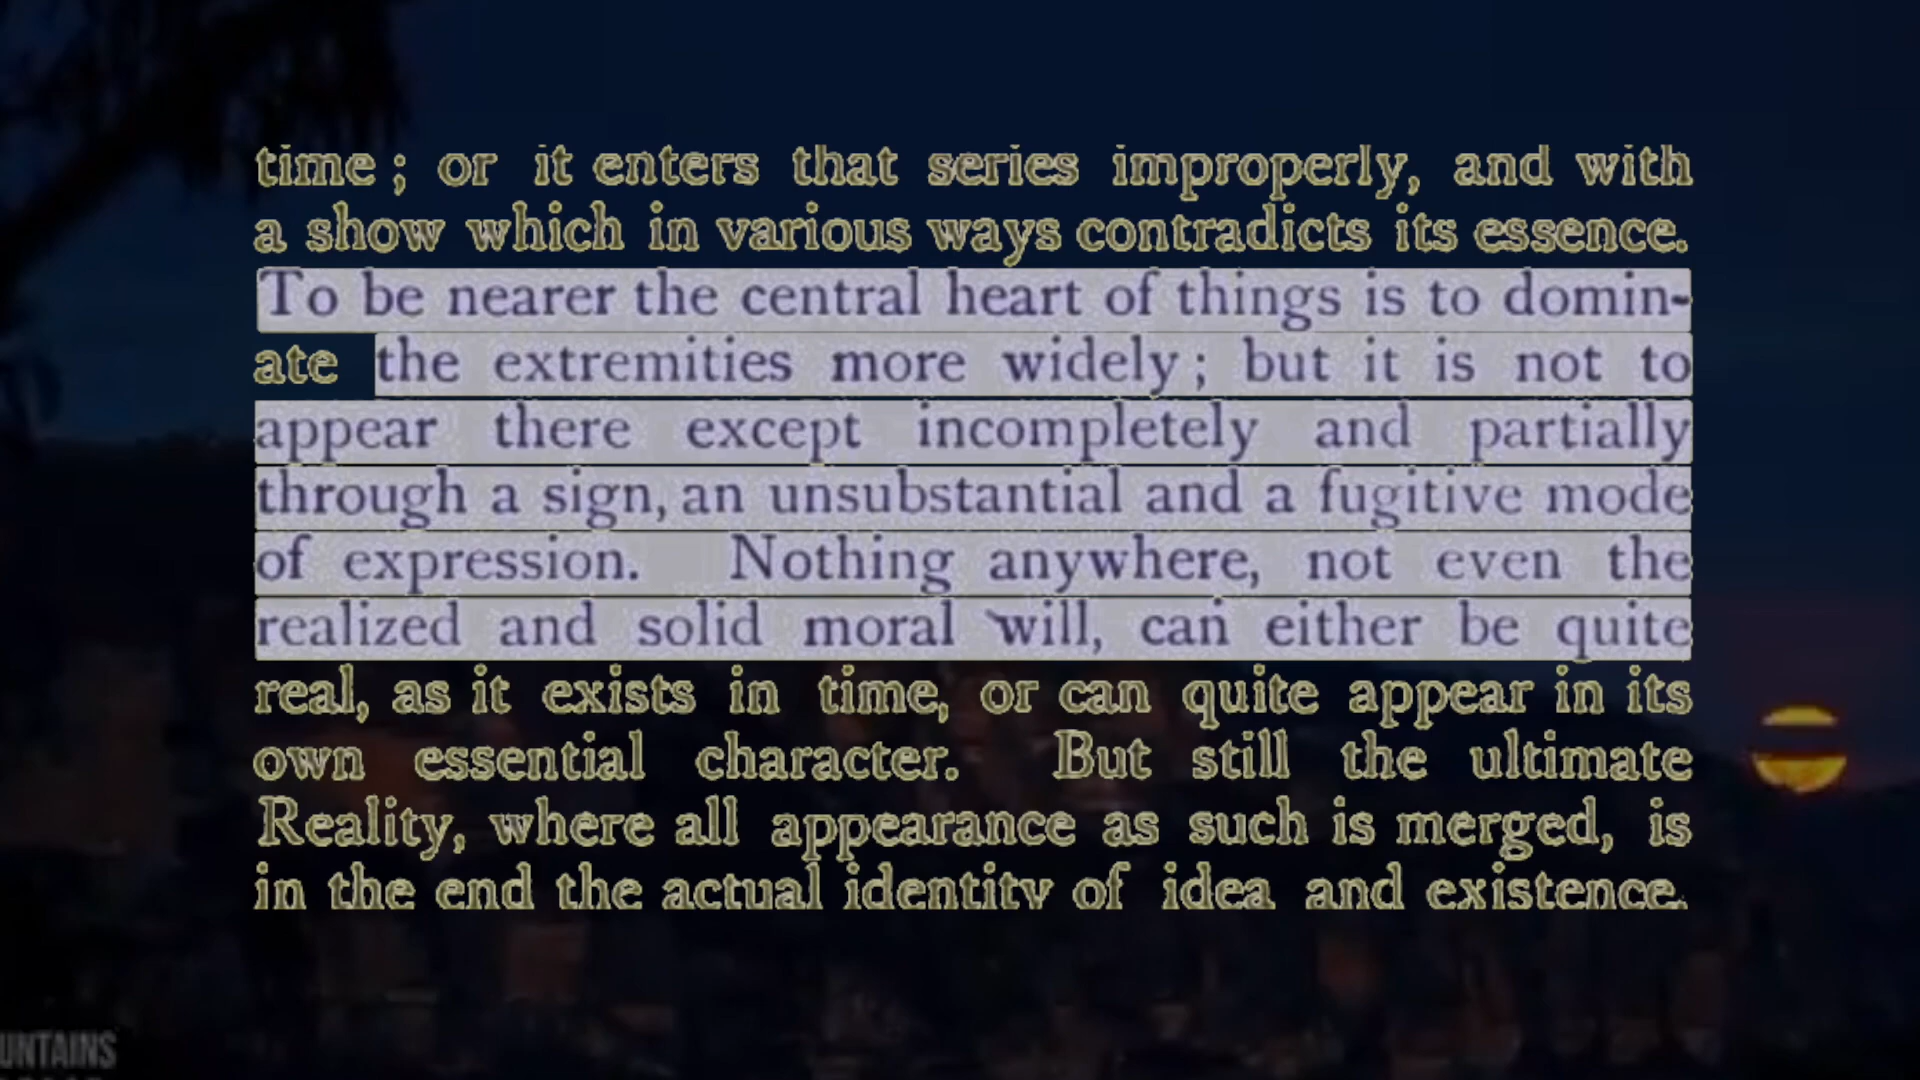 time ; or it enters that series improperly, and with
a show which in various ways contradicts its essence.
To be nearer the central heart of things is to domin-
ate the extremities more widely ; but it is not to
appear there except incompletely and partially
through a sign, an unsubstantial and a fugitive mode
of expression. Nothing anywhere, not even the
realized and solid moral will, can either be quite
real, as it exists in time, or can quite appear in its
own essential character. But still the ultimate
Reality, where all appearance as such is merged, is
in the end the actual identity of idea and existence.
UNTAINS